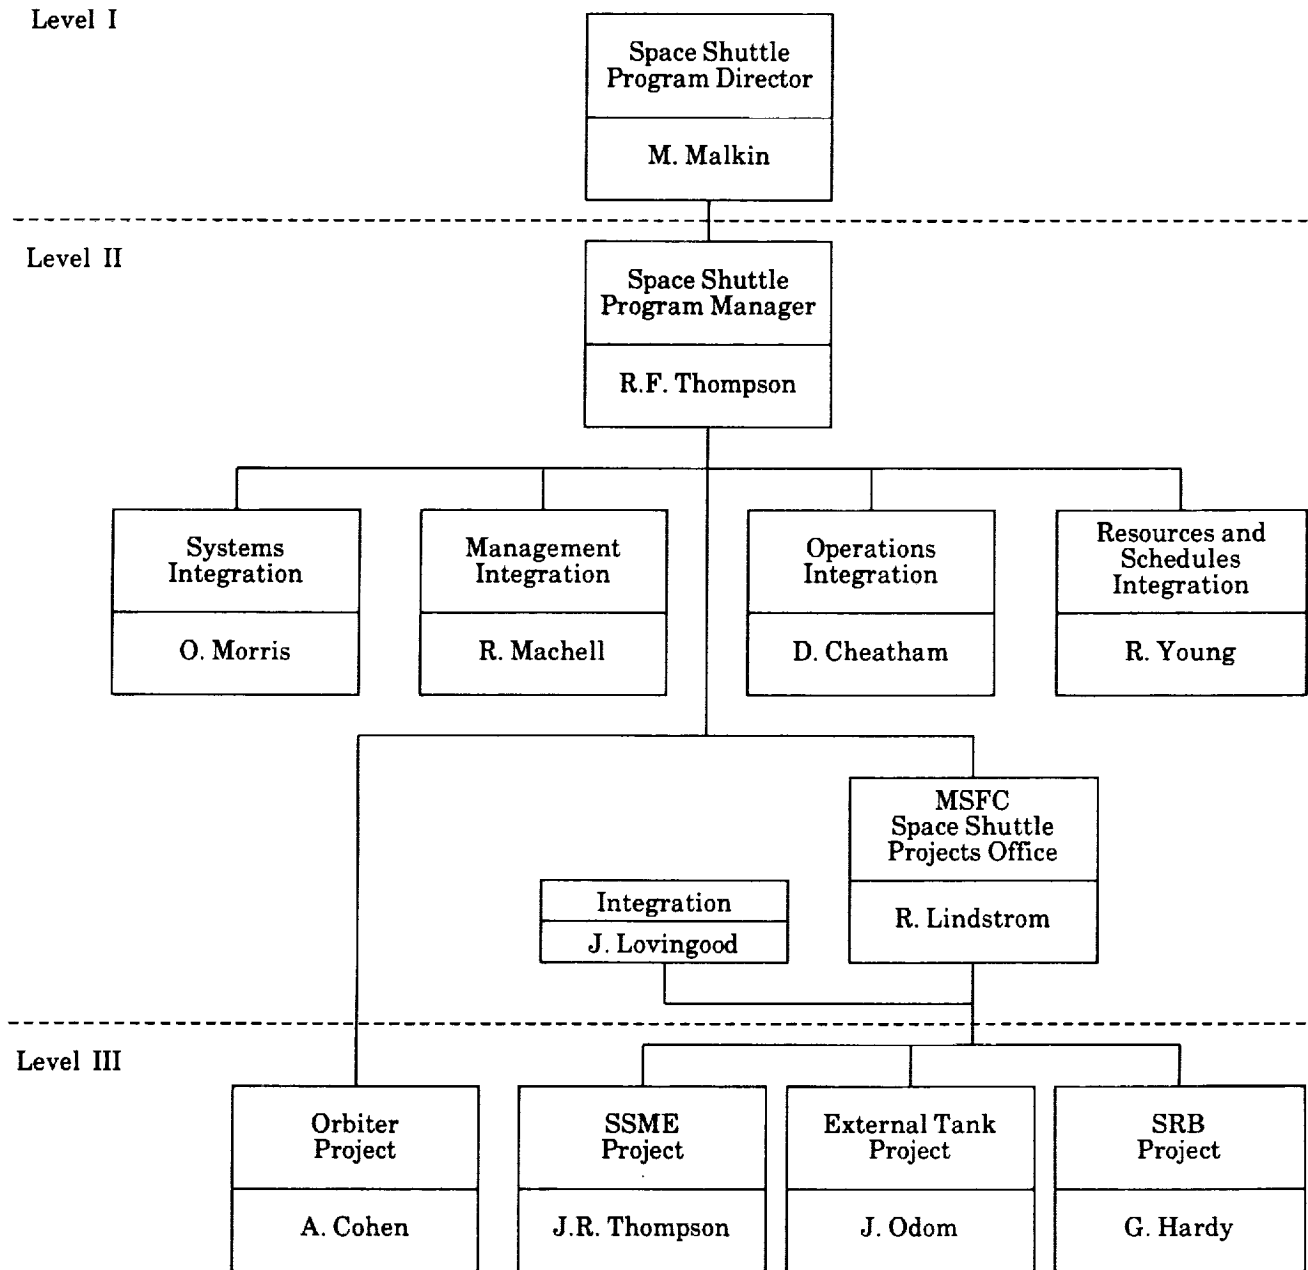 Level I
Space Shuttle
Program Director
M. Malkin
Level II
Space Shuttle
Program Manager
R.F. Thompson
Systems
Integration
O. Morris
Management
Integration
R. Machell
Operations
Integration
D. Cheatham
Resources and
Schedules
Integration
R. Young
MSFC
Space Shuttle
Projects Office
R. Lindstrom
Integration
J. Lovingood
Level III
Orbiter
Project
A. Cohen
SSME
Project
J.R. Thompson
External Tank
Project
J. Odom
SRB
Project
G. Hardy